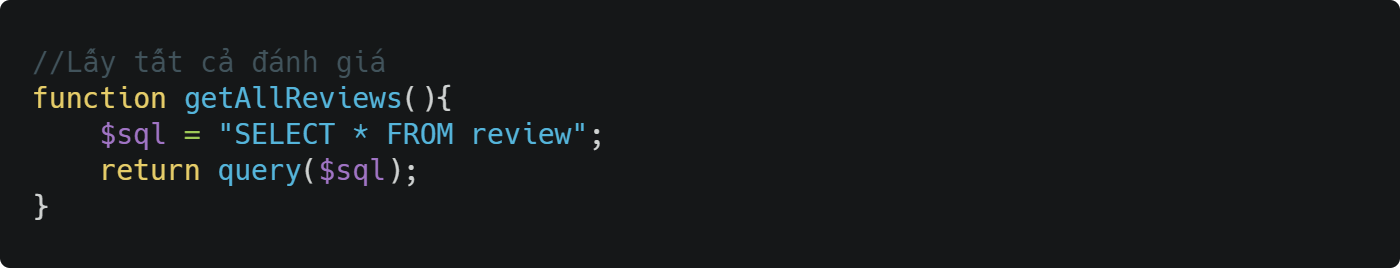 //Lấy tất cả đánh giá
function getAllReviews(){
    $sql = "SELECT * FROM review";
    return query($sql);
}